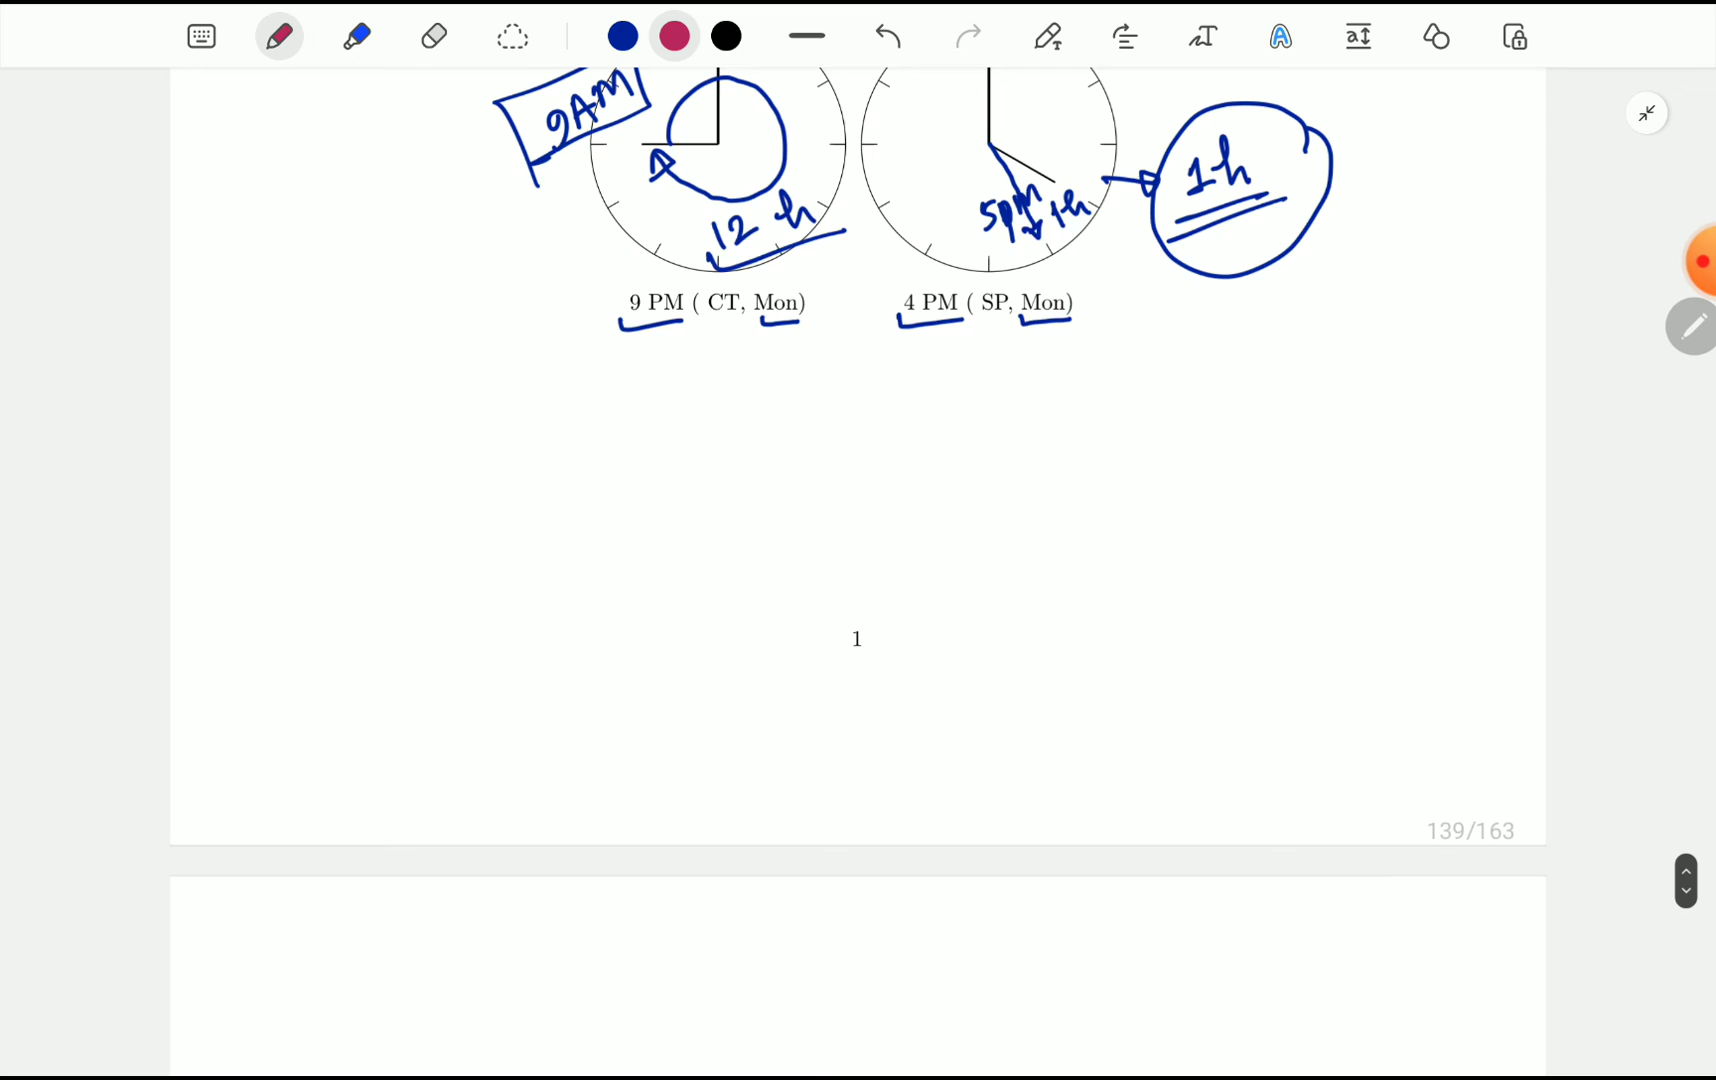 9AM
12 h
5pm 1h
1h
9 PM ( CT, Mon)
4 PM ( SP, Mon)
1
139/163